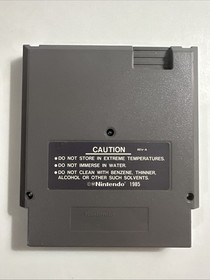 CAUTION
REV-A
● DO NOT STORE IN EXTREME TEMPERATURES.
● DO NOT IMMERSE IN WATER.
● DO NOT CLEAN WITH BENZENE, THINNER,
ALCOHOL OR OTHER SUCH SOLVENTS.
©®Nintendo 1985